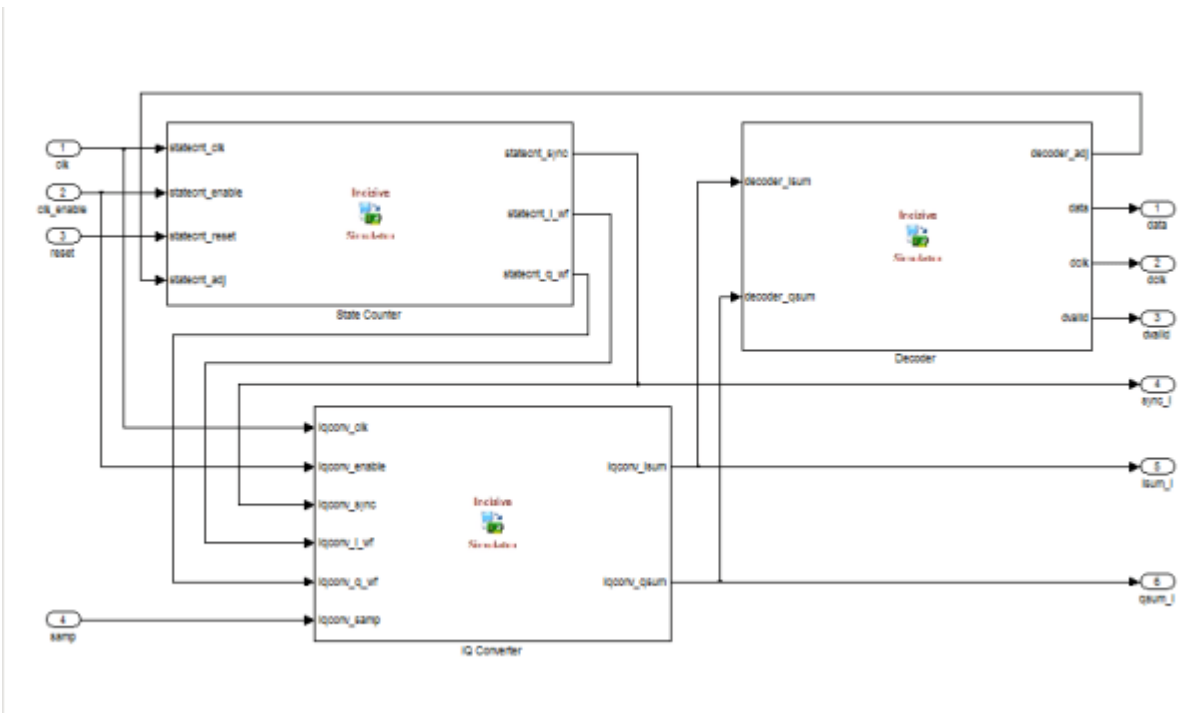 1
clk
2
clk_enable
3
reset
statecnt_clk
statecnt_enable
statecnt_reset
statecnt_adj
Incisive
Simulator
statecnt_sync
statecnt_i_wf
statecnt_q_wf
State Counter
decoder_isum
decoder_qsum
Incisive
Simulator
decoder_adj
data
dclk
dvalid
Decoder
1
data
2
dclk
3
dvalid
4
sync_i
5
isum_i
6
qsum_i
iqconv_clk
iqconv_enable
iqconv_sync
iqconv_i_wf
iqconv_q_wf
iqconv_samp
Incisive
Simulator
iqconv_isum
iqconv_qsum
IQ Converter
4
samp